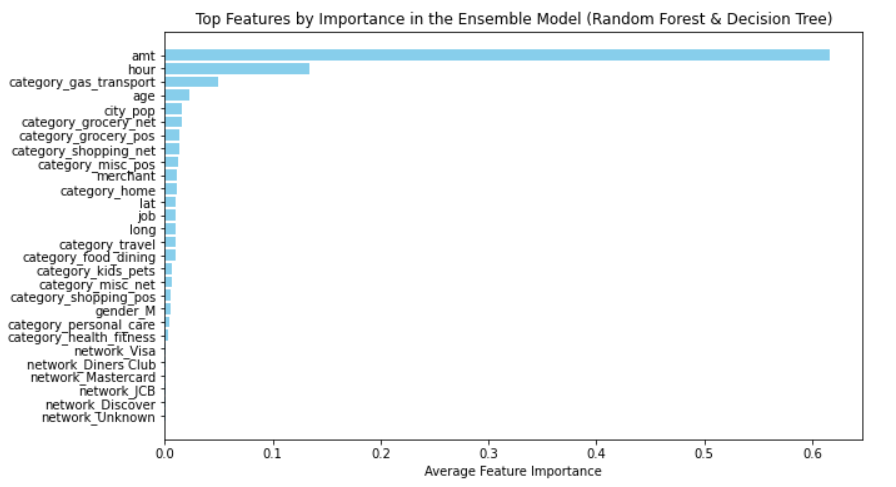 Top Features by Importance in the Ensemble Model (Random Forest & Decision Tree)
amt
hour
category_gas_transport
age
city_pop
category_grocery_net
category_grocery_pos
category_shopping_net
category_misc_pos
merchant
category_home
lat
job
long
category_travel
category_food_dining
category_kids_pets
category_misc_net
category_shopping_pos
gender_M
category_personal_care
category_health_fitness
network_Visa
network_Diners Club
network_Mastercard
network_JCB
network_Discover
network_Unknown
0.0 0.1 0.2 0.3 0.4 0.5 0.6
Average Feature Importance